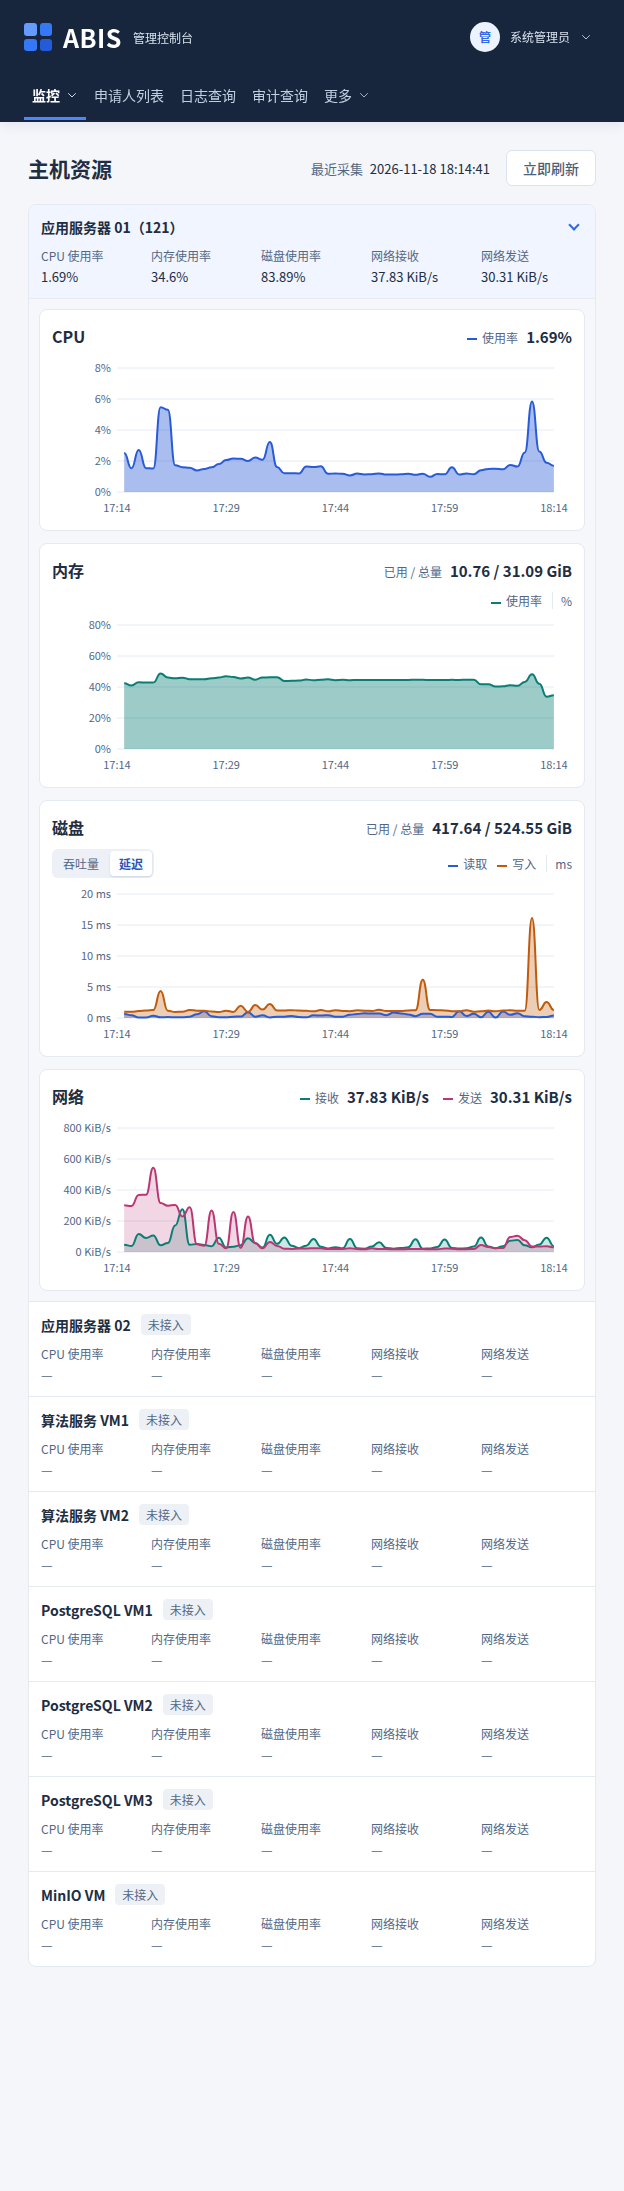 ABIS 管理控制台 管 系统管理员
监控 申请人列表 日志查询 审计查询 更多
主机资源 最近采集 2026-11-18 18:14:41 立即刷新
应用服务器 01（121）
CPU 使用率 内存使用率 磁盘使用率 网络接收 网络发送
1.69% 34.6% 83.89% 37.83 KiB/s 30.31 KiB/s
CPU 使用率 1.69%
8%
6%
4%
2%
0%
17:14 17:29 17:44 17:59 18:14
内存 已用 / 总量 10.76 / 31.09 GiB
使用率 %
80%
60%
40%
20%
0%
17:14 17:29 17:44 17:59 18:14
磁盘 已用 / 总量 417.64 / 524.55 GiB
吞吐量 延迟 读取 写入 ms
20 ms
15 ms
10 ms
5 ms
0 ms
17:14 17:29 17:44 17:59 18:14
网络 接收 37.83 KiB/s 发送 30.31 KiB/s
800 KiB/s
600 KiB/s
400 KiB/s
200 KiB/s
0 KiB/s
17:14 17:29 17:44 17:59 18:14
应用服务器 02 未接入
CPU 使用率 内存使用率 磁盘使用率 网络接收 网络发送
— — — — —
算法服务 VM1 未接入
CPU 使用率 内存使用率 磁盘使用率 网络接收 网络发送
— — — — —
算法服务 VM2 未接入
CPU 使用率 内存使用率 磁盘使用率 网络接收 网络发送
— — — — —
PostgreSQL VM1 未接入
CPU 使用率 内存使用率 磁盘使用率 网络接收 网络发送
— — — — —
PostgreSQL VM2 未接入
CPU 使用率 内存使用率 磁盘使用率 网络接收 网络发送
— — — — —
PostgreSQL VM3 未接入
CPU 使用率 内存使用率 磁盘使用率 网络接收 网络发送
— — — — —
MinIO VM 未接入
CPU 使用率 内存使用率 磁盘使用率 网络接收 网络发送
— — — — —